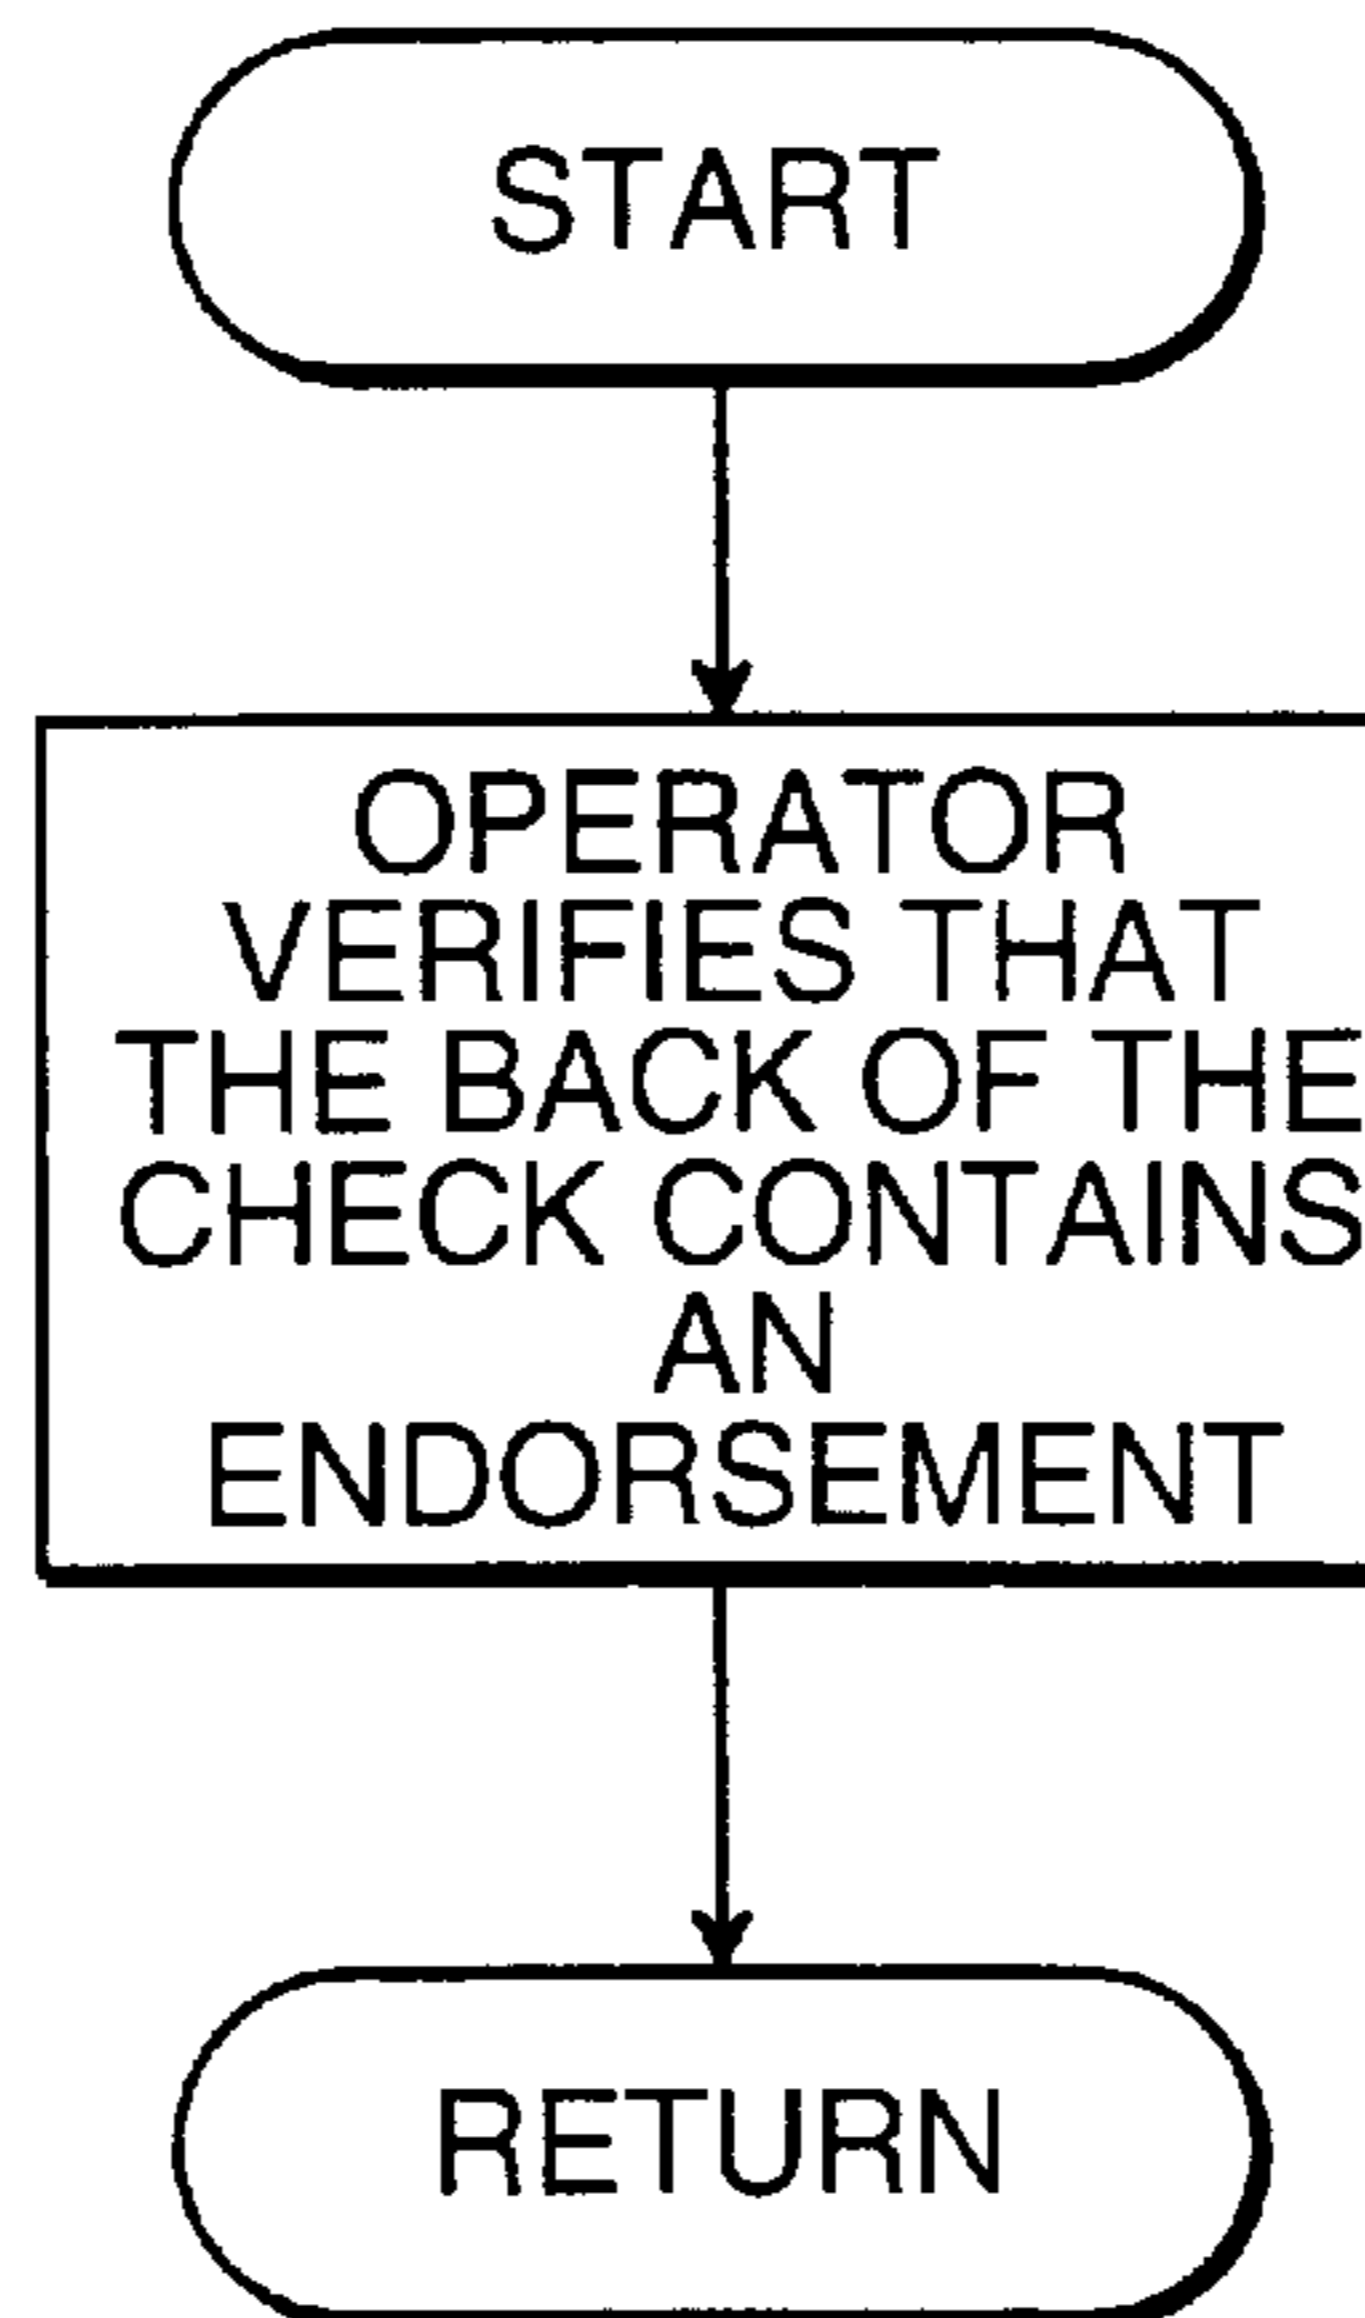 START
OPERATOR
VERIFIES THAT
THE BACK OF THE
CHECK CONTAINS
AN
ENDORSEMENT
RETURN